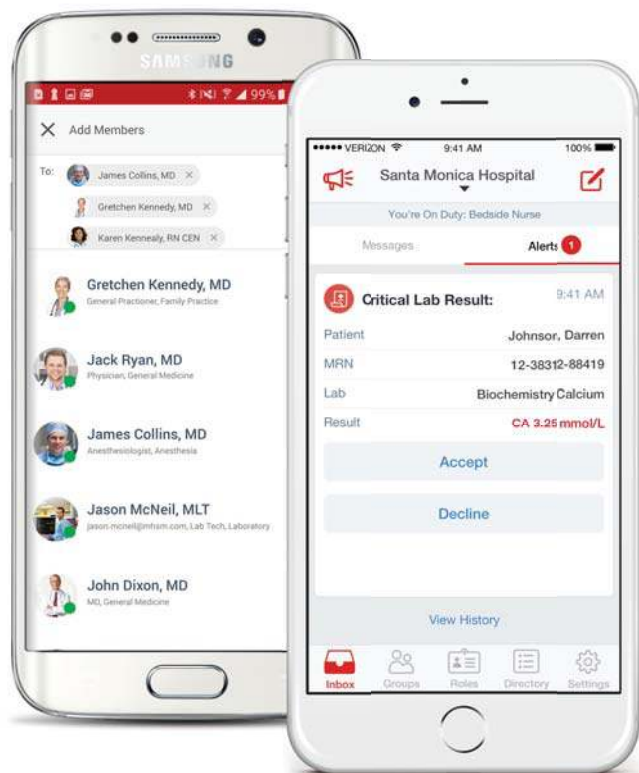 SAMSUNG
99%
Add Members
To:
James Collins, MD ×
Gretchen Kennedy, MD ×
Karen Kennealy, RN CEN ×
Gretchen Kennedy, MD
General Practioner, Family Practice
Jack Ryan, MD
Physician, General Medicine
James Collins, MD
Anesthesiologist, Anesthesia
Jason McNeil, MLT
jason.mcneil@mhsm.com, Lab Tech, Laboratory
John Dixon, MD
MD, General Medicine
VERIZON 9:41 AM 100%
Santa Monica Hospital
You're On Duty: Bedside Nurse
Messages Alerts 1
Critical Lab Result: 9:41 AM
Patient Johnsor, Darren
MRN 12-38312-88419
Lab Biochemistry Calcium
Result CA 3.25 mmol/L
Accept
Decline
View History
Inbox Groups Roles Directory Settings